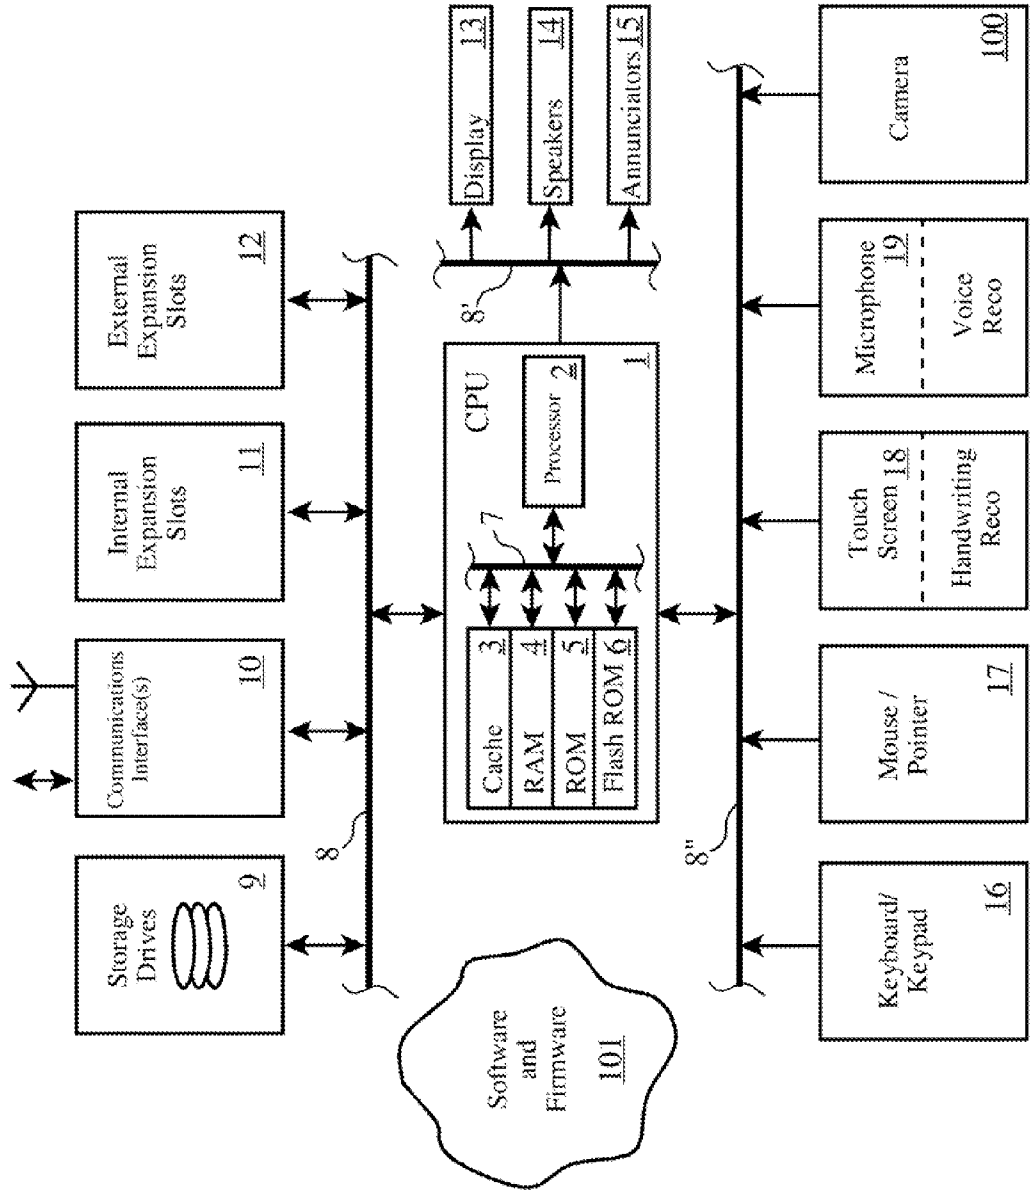 Storage
Drives
9
Communications
Interface(s)
10
Internal
Expansion
Slots
11
External
Expansion
Slots
12
8
Software
and
Firmware
101
CPU
1
Cache 3
RAM 4
ROM 5
Flash ROM 6
7
Processor 2
8'
Display 13
Speakers 14
Annunciators 15
8"
Keyboard/
Keypad
16
Mouse /
Pointer
17
Touch
Screen 18
Handwriting
Reco
Microphone
19
Voice
Reco
Camera
100